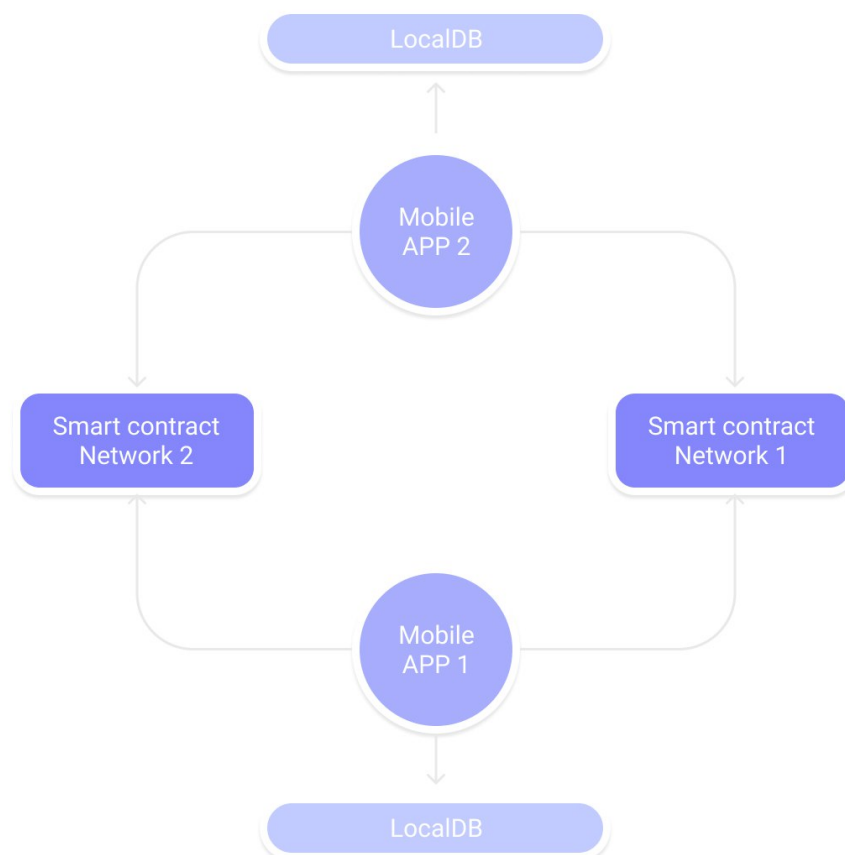 LocalDB
Mobile
APP 2
Smart contract
Network 2
Smart contract
Network 1
Mobile
APP 1
LocalDB